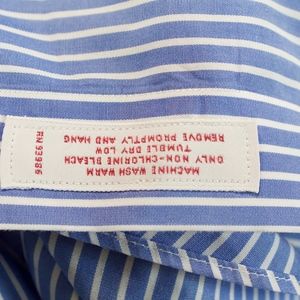 MACHINE WASH WARM
ONLY NON-CHLORINE BLEACH
TUMBLE DRY LOW
REMOVE PROMPTLY AND HANG
RN 93986